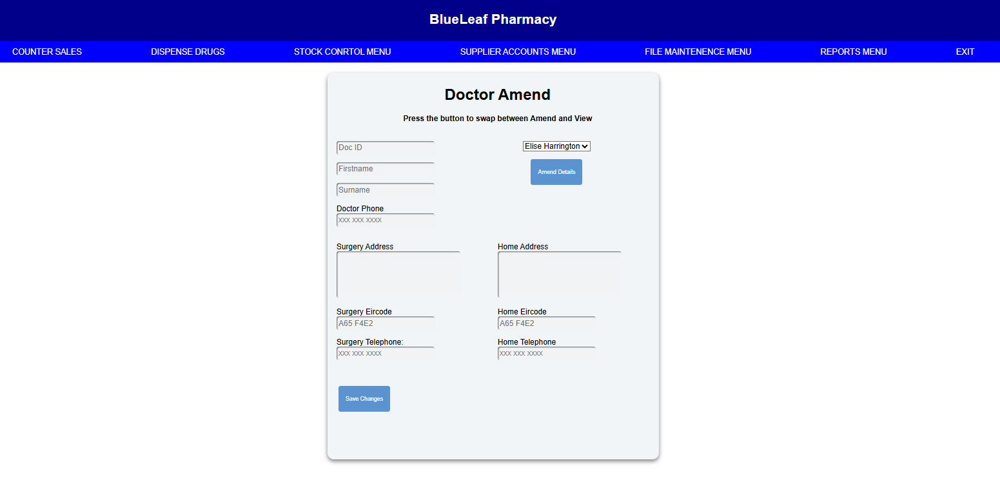 BlueLeaf Pharmacy
COUNTER SALES DISPENSE DRUGS STOCK CONRTOL MENU SUPPLIER ACCOUNTS MENU FILE MAINTENENCE MENU REPORTS MENU EXIT
Doctor Amend
Press the button to swap between Amend and View
Doc ID
Elise Harrington
Firstname
Amend Details
Surname
Doctor Phone
xxx xxx xxxx
Surgery Address Home Address
Surgery Eircode Home Eircode
A65 F4E2 A65 F4E2
Surgery Telephone: Home Telephone
xxx xxx xxxx xxx xxx xxxx
Save Changes